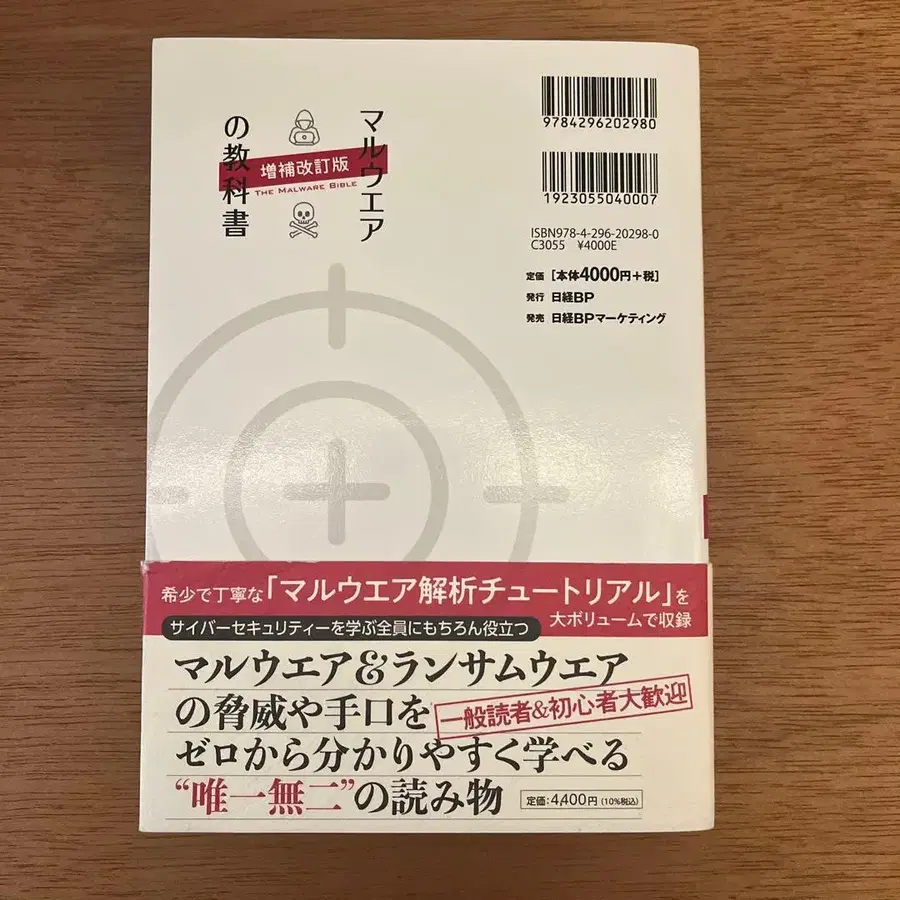 マルウエア
の教科書
増補改訂版
THE MALWARE BIBLE
9784296202980
1923055040007
ISBN978-4-296-20298-0
C3055 ¥4000E
定価 [本体4000円+税]
発行 日経BP
発売 日経BPマーケティング
希少で丁寧な「マルウエア解析チュートリアル」を
大ボリュームで収録
サイバーセキュリティーを学ぶ全員にもちろん役立つ
マルウエア&ランサムウエア
の脅威や手口を
一般読者&初心者大歓迎
ゼロから分かりやすく学べる
“唯一無二”の読み物
定価:4,400円(10%税込)